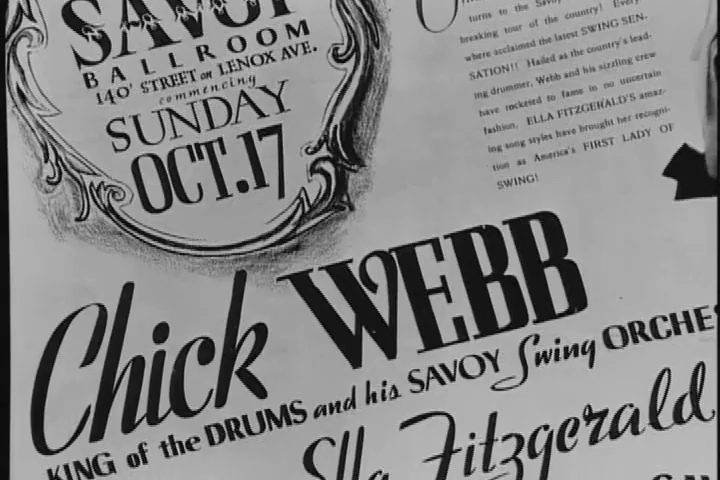 SAVOY
BALLROOM
140' STREET on LENOX AVE.
commencing
SUNDAY
OCT.17
turns to the Savoy
breaking tour of the country! Every-
where acclaimed the latest SWING SEN-
SATION!! Hailed as the country's lead-
ing drummer, Webb and his sizzling crew
have rocketed to fame in no uncertain
fashion. ELLA FITZGERALD'S amaz-
ing song styles have brought her recogni-
tion as America's FIRST LADY OF
SWING!
Chick WEBB
KING of the DRUMS and his SAVOY Swing ORCHE
Ella Fitzgerald